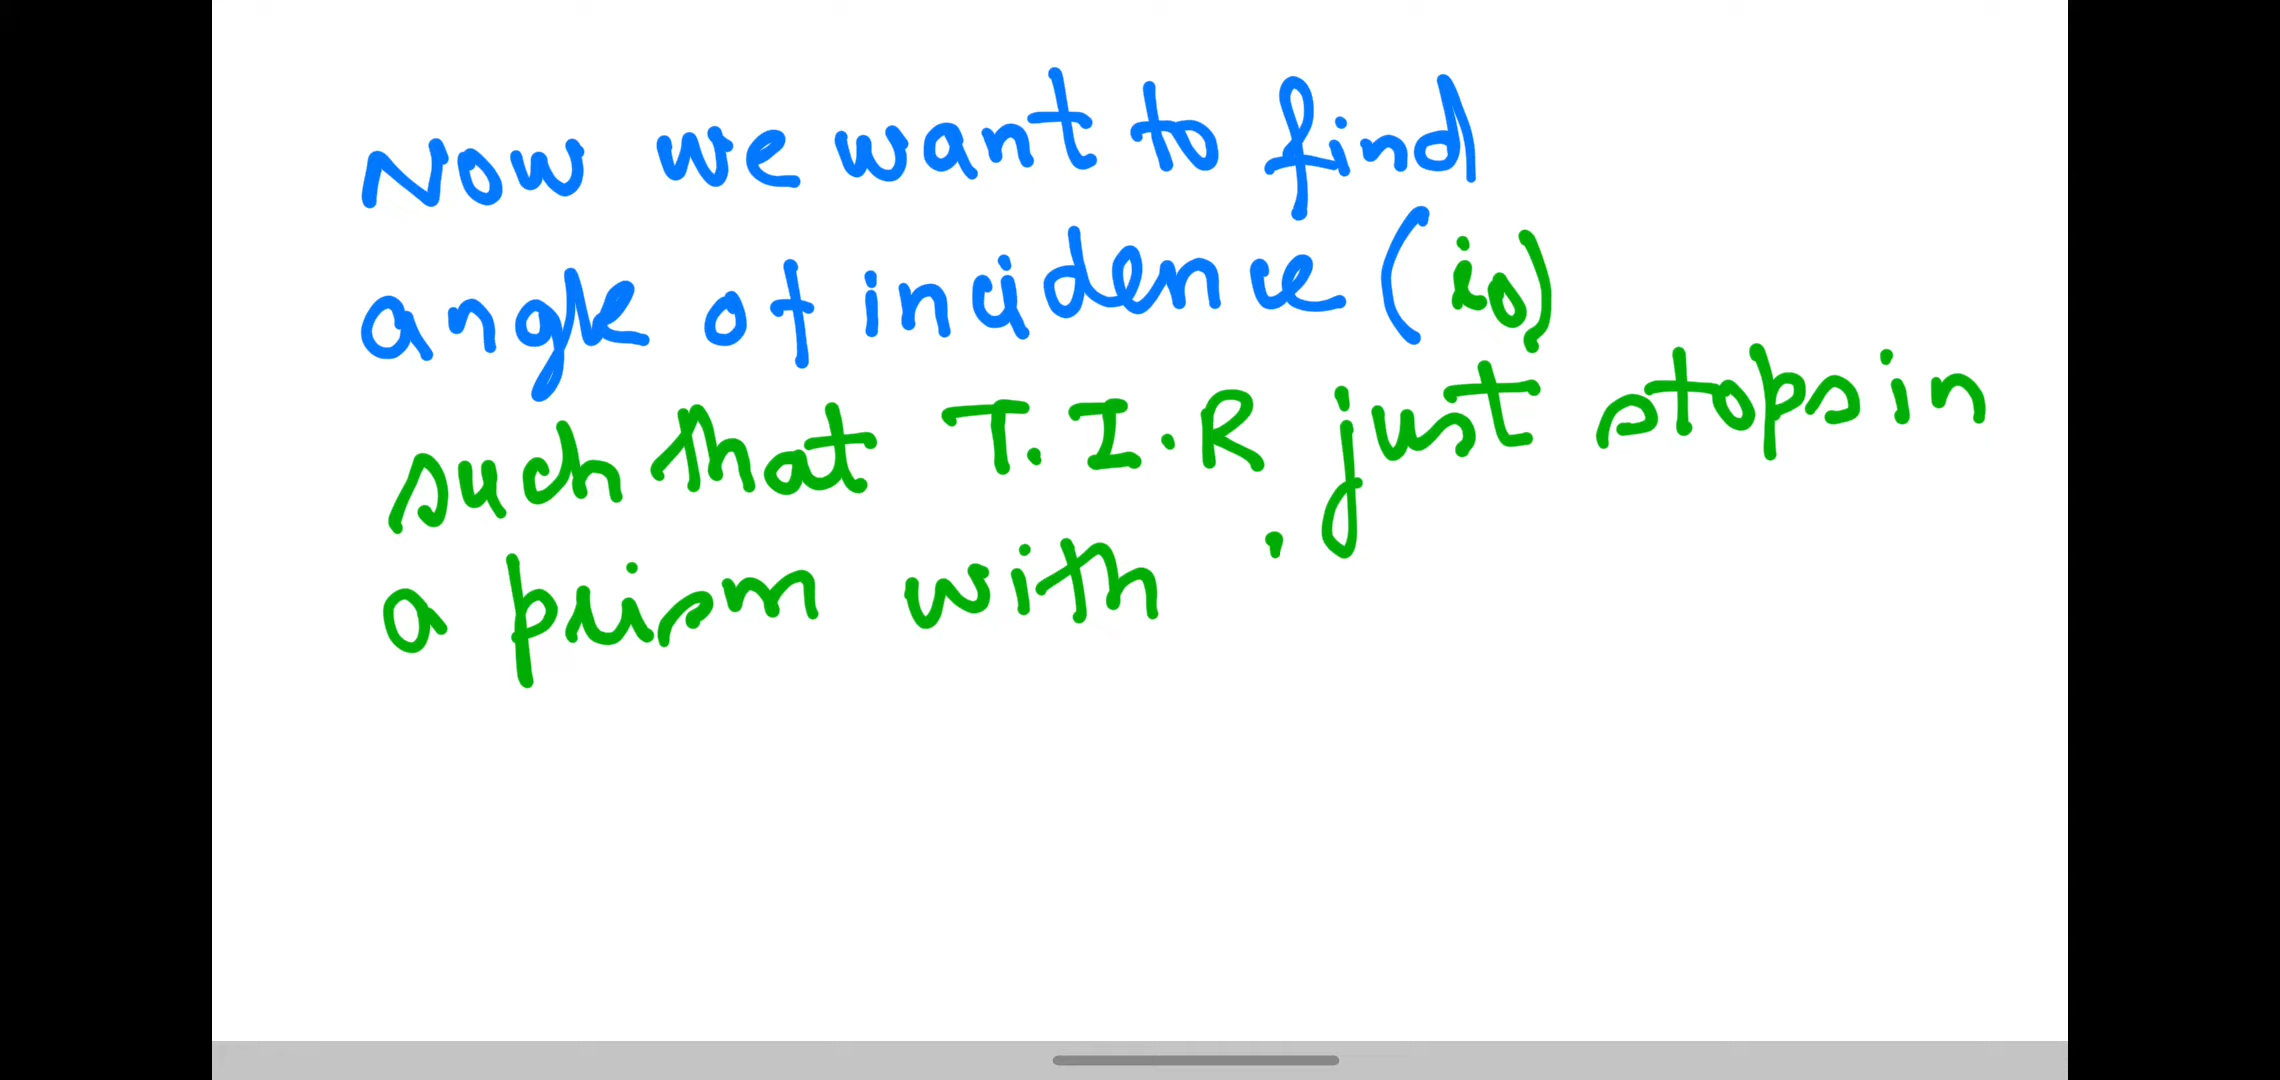 Now we want to find
angle of incidence (i0)
such that T.I.R just stops in
a prism with